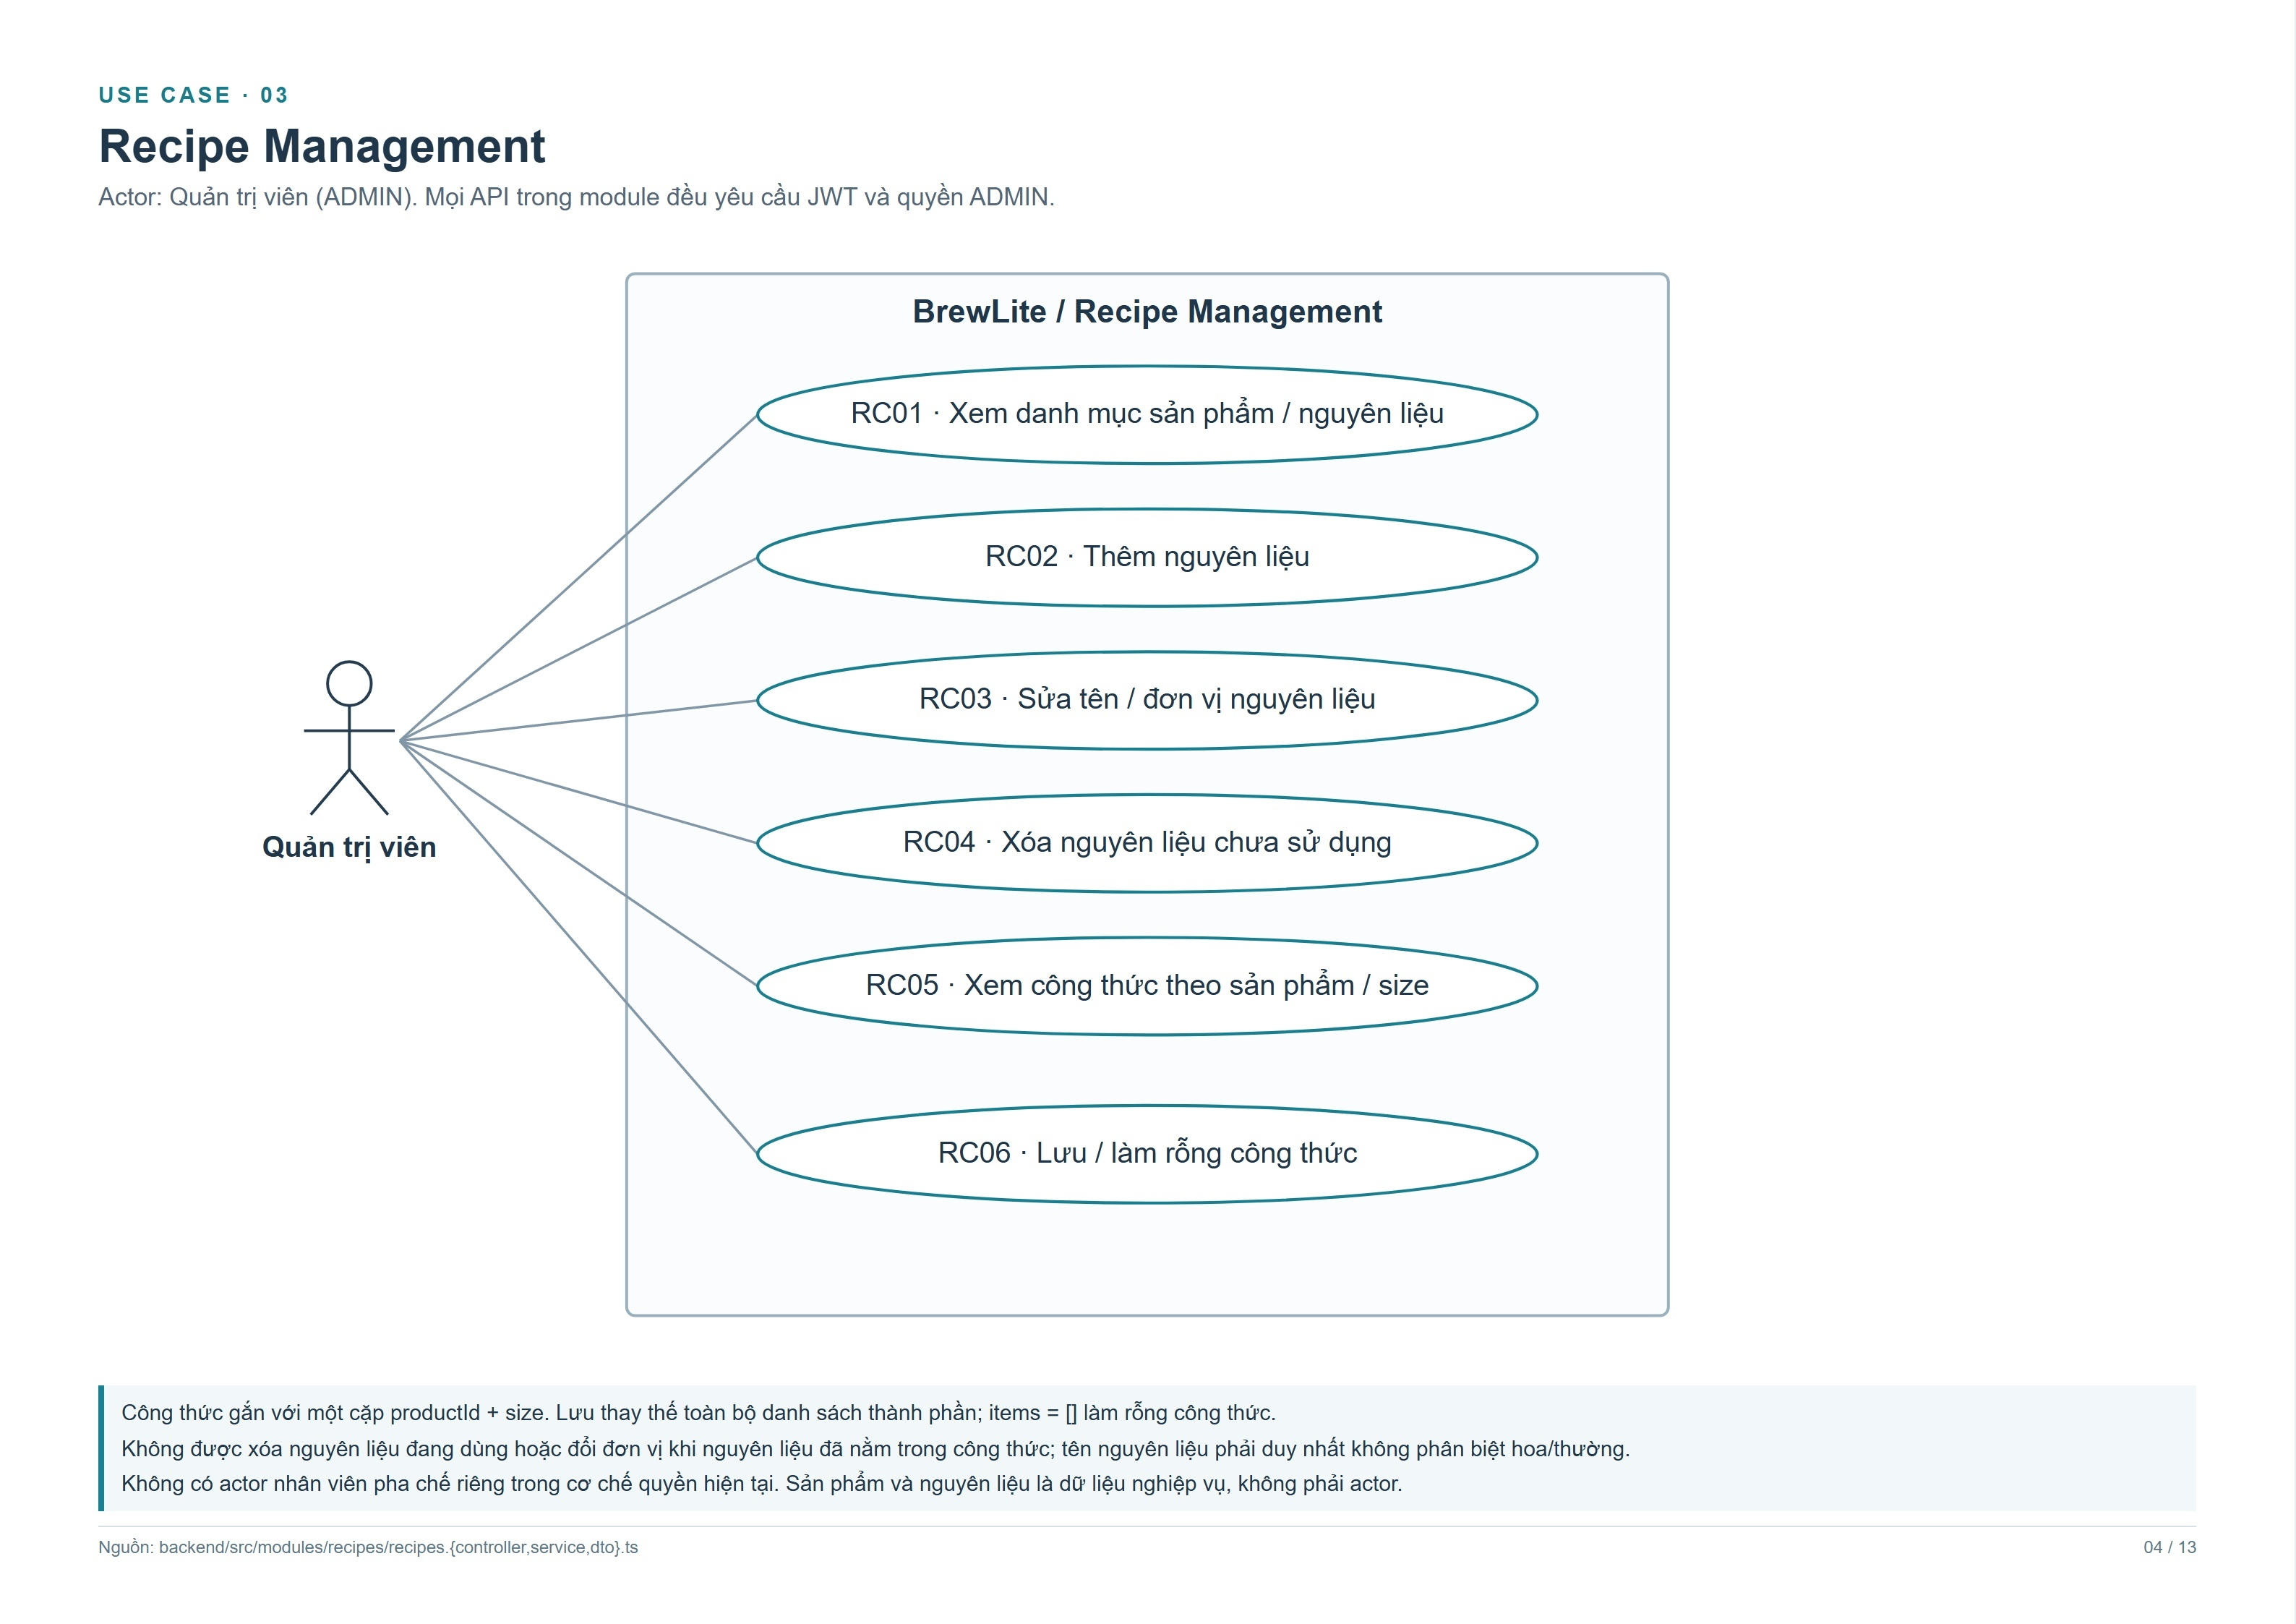 USE CASE · 03
Recipe Management
Actor: Quản trị viên (ADMIN). Mọi API trong module đều yêu cầu JWT và quyền ADMIN.
BrewLite / Recipe Management
RC01 · Xem danh mục sản phẩm / nguyên liệu
RC02 · Thêm nguyên liệu
RC03 · Sửa tên / đơn vị nguyên liệu
RC04 · Xóa nguyên liệu chưa sử dụng
Quản trị viên
RC05 · Xem công thức theo sản phẩm / size
RC06 · Lưu / làm rỗng công thức
Công thức gắn với một cặp productId + size. Lưu thay thế toàn bộ danh sách thành phần; items = [] làm rỗng công thức.
Không được xóa nguyên liệu đang dùng hoặc đổi đơn vị khi nguyên liệu đã nằm trong công thức; tên nguyên liệu phải duy nhất không phân biệt hoa/thường.
Không có actor nhân viên pha chế riêng trong cơ chế quyền hiện tại. Sản phẩm và nguyên liệu là dữ liệu nghiệp vụ, không phải actor.
Nguồn: backend/src/modules/recipes/recipes.{controller,service,dto}.ts
04 / 13